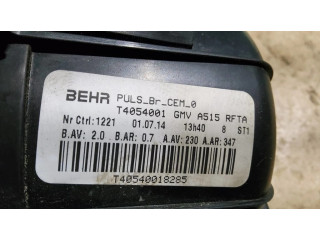 BEHR PULS_Br_CEM_0
T4054001 GMV A515 RFTA
Nr Ctrl:1221 01.07.14 13h40 8 ST1
B.AV: 2.0 B.AR: 0.7 A.AV: 230 A.AR: 347
T40540018285